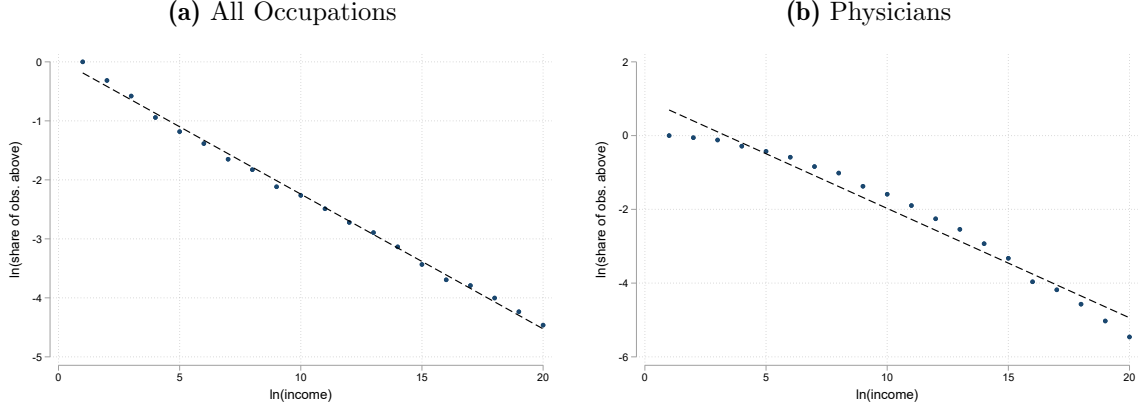 (a) All Occupations
0
-1
-2
-3
-4
-5
ln(share of obs. above)
0 5 10 15 20
ln(income)
(b) Physicians
2
0
-2
-4
-6
ln(share of obs. above)
0 5 10 15 20
ln(income)